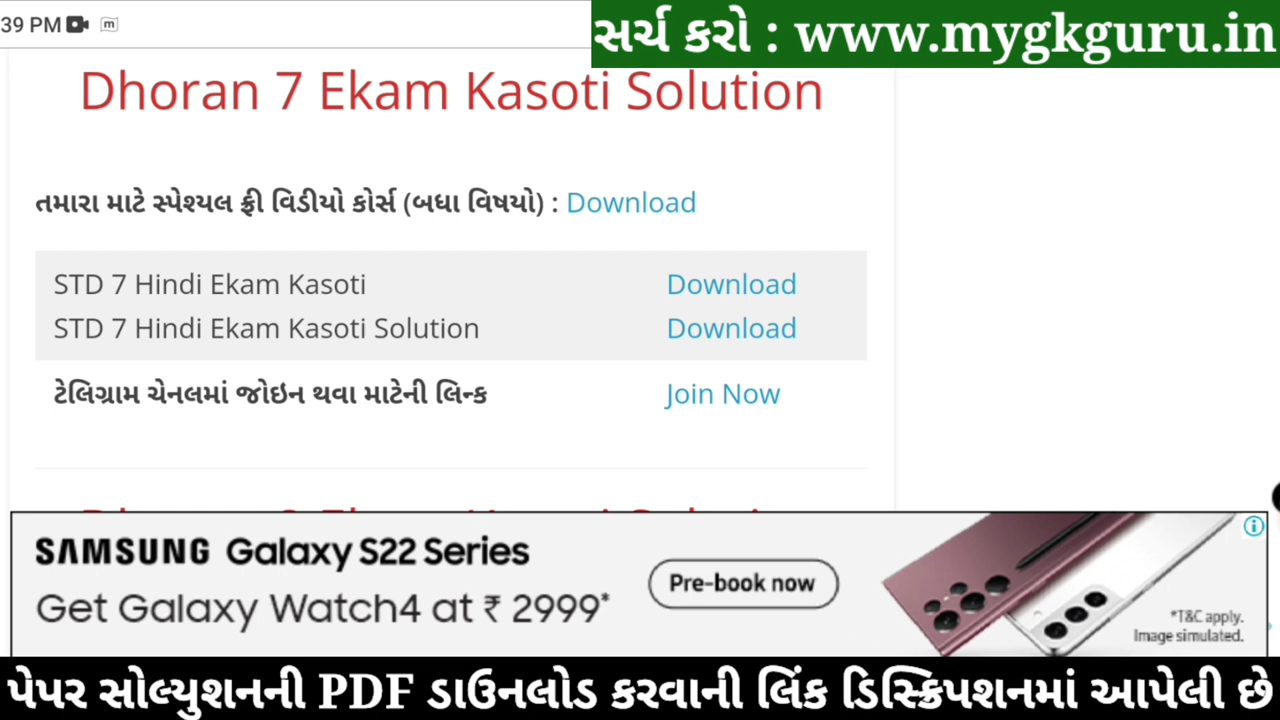 39 PM
સર્ચ કરો : www.mygkguru.in
Dhoran 7 Ekam Kasoti Solution
તમારા માટે સ્પેશ્યલ ફ્રી વિડીયો કોર્સ (બધા વિષયો) : Download
STD 7 Hindi Ekam Kasoti Download
STD 7 Hindi Ekam Kasoti Solution Download
ટેલિગ્રામ ચેનલમાં જોઇન થવા માટેની લિન્ક Join Now
SAMSUNG Galaxy S22 Series
Get Galaxy Watch4 at ₹ 2999*
Pre-book now
*T&C apply.
Image simulated.
પેપર સોલ્યુશનની PDF ડાઉનલોડ કરવાની લિંક ડિસ્ક્રિપશનમાં આપેલી છે